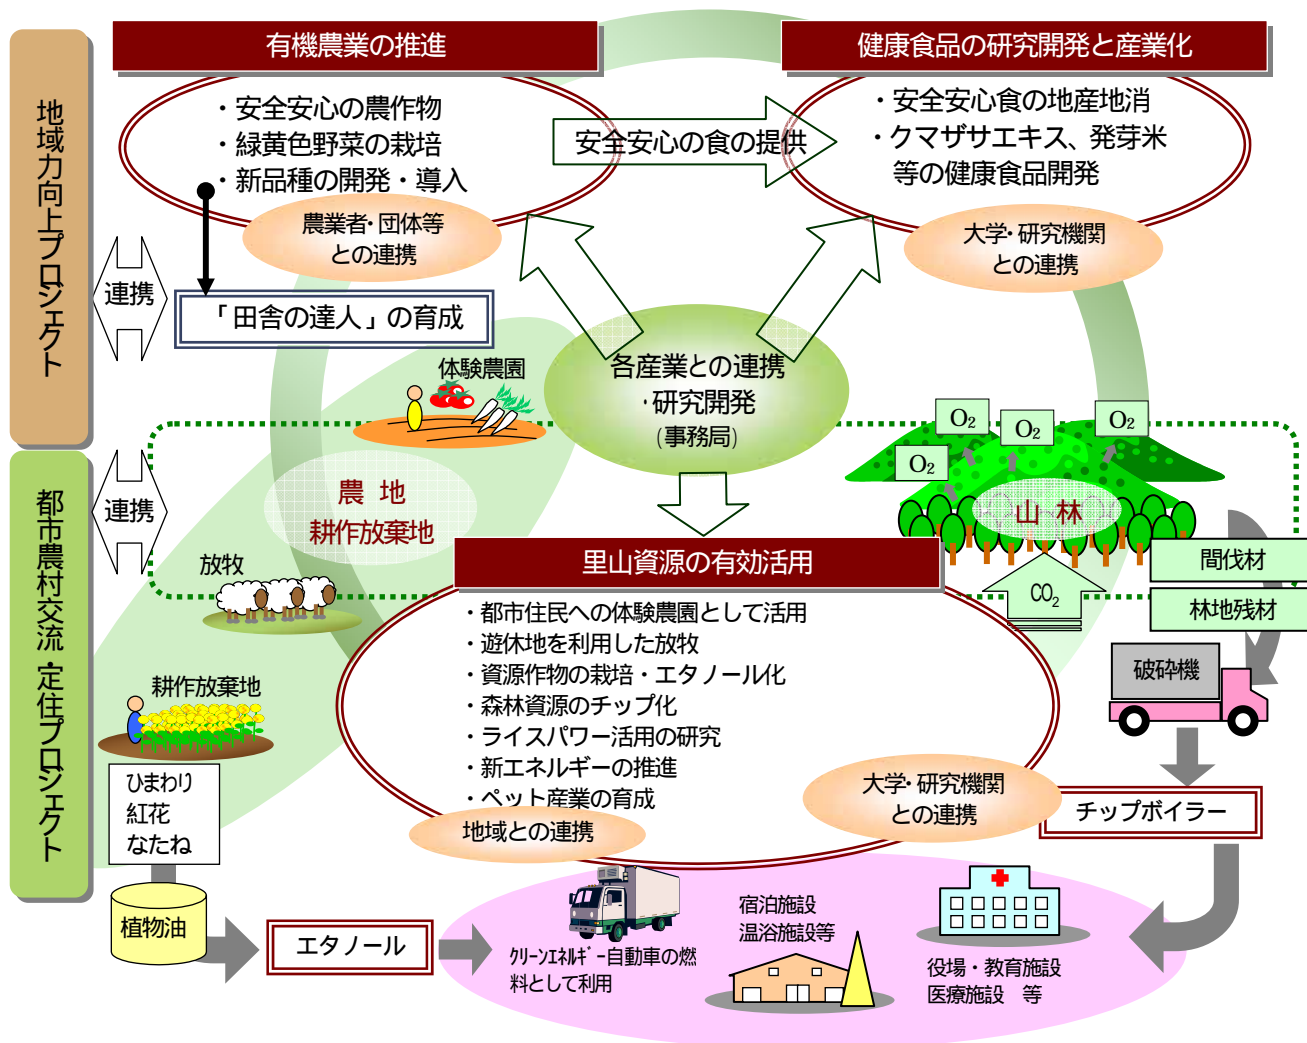 有機農業の推進
・安全安心の農作物
・緑黄色野菜の栽培
・新品種の開発・導入
農業者・団体等
との連携
安全安心の食の提供
健康食品の研究開発と産業化
・安全安心食の地産地消
・クマザサエキス、発芽米
等の健康食品開発
大学・研究機関
との連携
地域力向上プロジェクト
連携
「田舎の達人」の育成
各産業との連携
・研究開発
(事務局)
体験農園
農 地
耕作放棄地
O2
O2
O2
O2
山 林
都市農村交流・定住プロジェクト
連携
放牧
耕作放棄地
里山資源の有効活用
・都市住民への体験農園として活用
・遊休地を利用した放牧
・資源作物の栽培・エタノール化
・森林資源のチップ化
・ライスパワー活用の研究
・新エネルギーの推進
・ペット産業の育成
地域との連携
大学・研究機関
との連携
CO2
間伐材
林地残材
破砕機
チップボイラー
ひまわり
紅花
なたね
植物油
エタノール
クリーンエネルギー自動車の燃
料として利用
宿泊施設
温浴施設等
役場・教育施設
医療施設 等